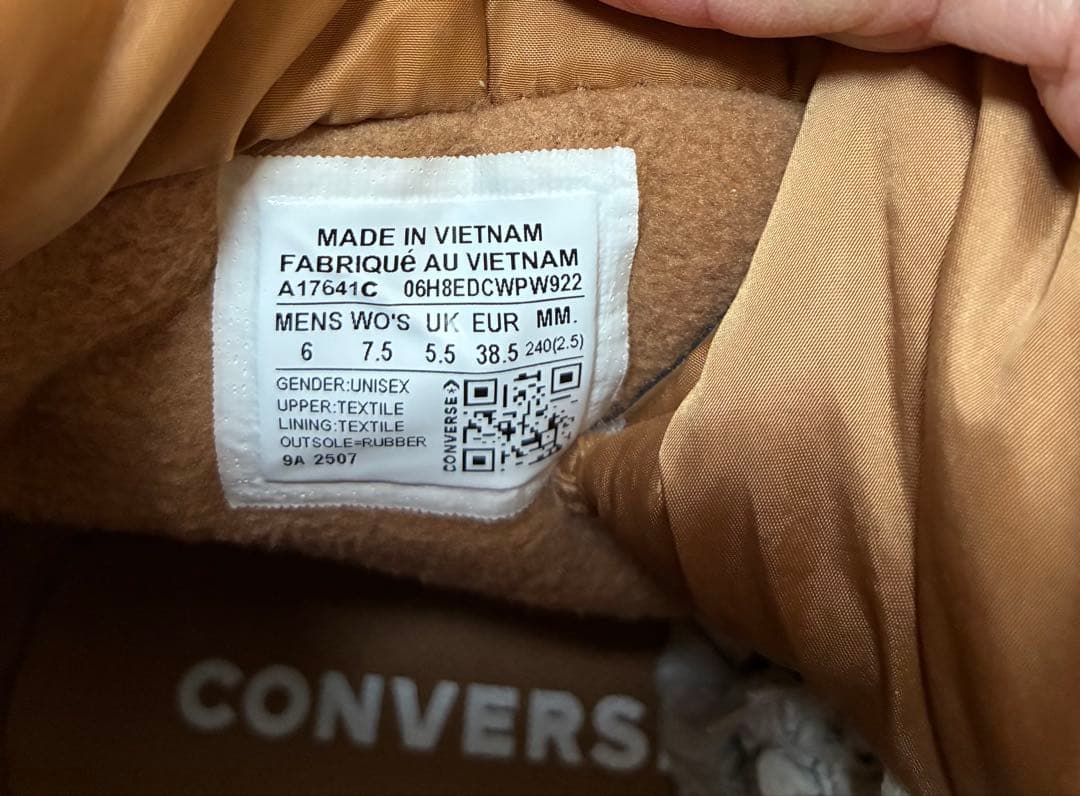 MADE IN VIETNAM
FABRIQUé AU VIETNAM
A17641C 06H8EDCWPW922
MENS WO'S UK EUR MM.
6 7.5 5.5 38.5 240(2.5)
GENDER:UNISEX
UPPER:TEXTILE
LINING:TEXTILE
OUTSOLE=RUBBER
9A 2507
CONVERSE
CONVERS